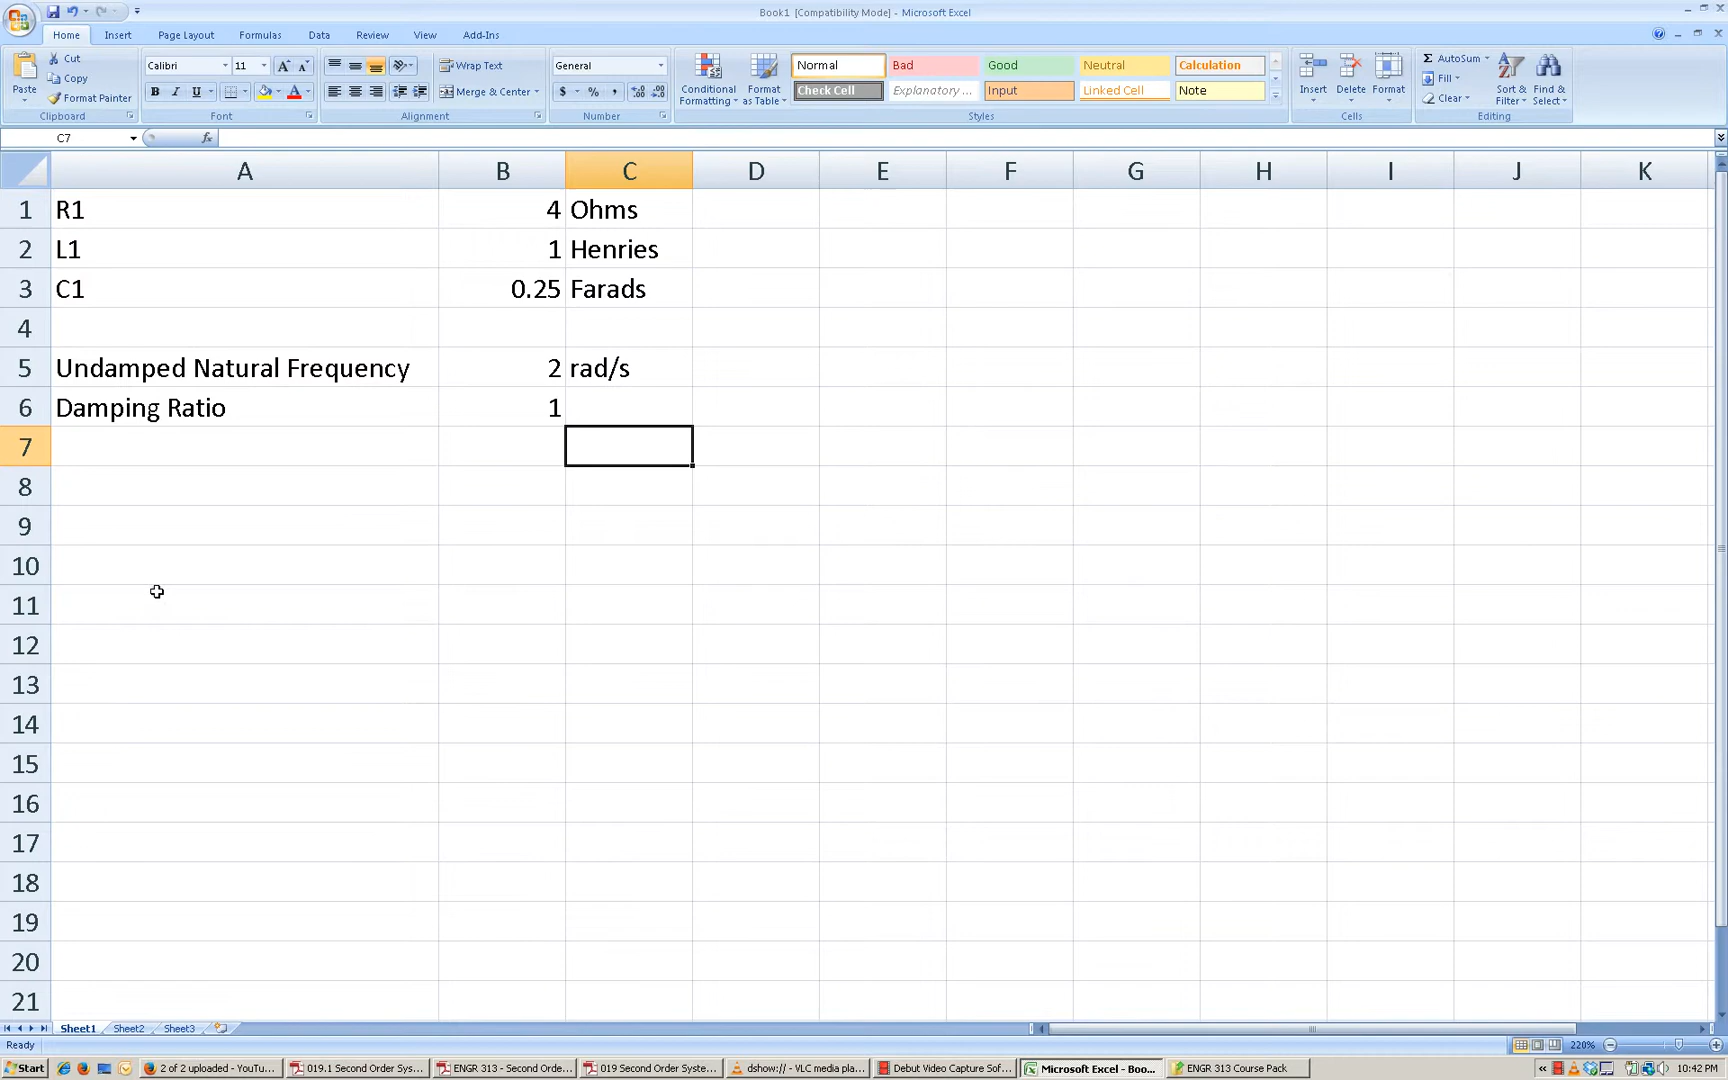 Book1 [Compatibility Mode] - Microsoft Excel
Home Insert Page Layout Formulas Data Review View Add-Ins
Paste Cut Copy Format Painter Clipboard
Calibri 11 B I U A Font
Wrap Text Merge & Center Alignment
General $ % , Number
Conditional Formatting Format as Table
Normal Bad Good Neutral Calculation
Check Cell Explanatory ... Input Linked Cell Note
Styles
Insert Delete Format Cells
Σ AutoSum Fill Clear Sort & Filter Find & Select Editing
C7 fx
A B C D E F G H I J K
1 R1 4 Ohms
2 L1 1 Henries
3 C1 0.25 Farads
4
5 Undamped Natural Frequency 2 rad/s
6 Damping Ratio 1
7
8
9
10
11
12
13
14
15
16
17
18
19
20
21
Sheet1 Sheet2 Sheet3
Ready 220%
Start 2 of 2 uploaded - YouTu... 019.1 Second Order Sys... ENGR 313 - Second Orde... 019 Second Order Syste... dshow:// - VLC media pla... Debut Video Capture Sof... Microsoft Excel - Boo... ENGR 313 Course Pack « 10:42 PM